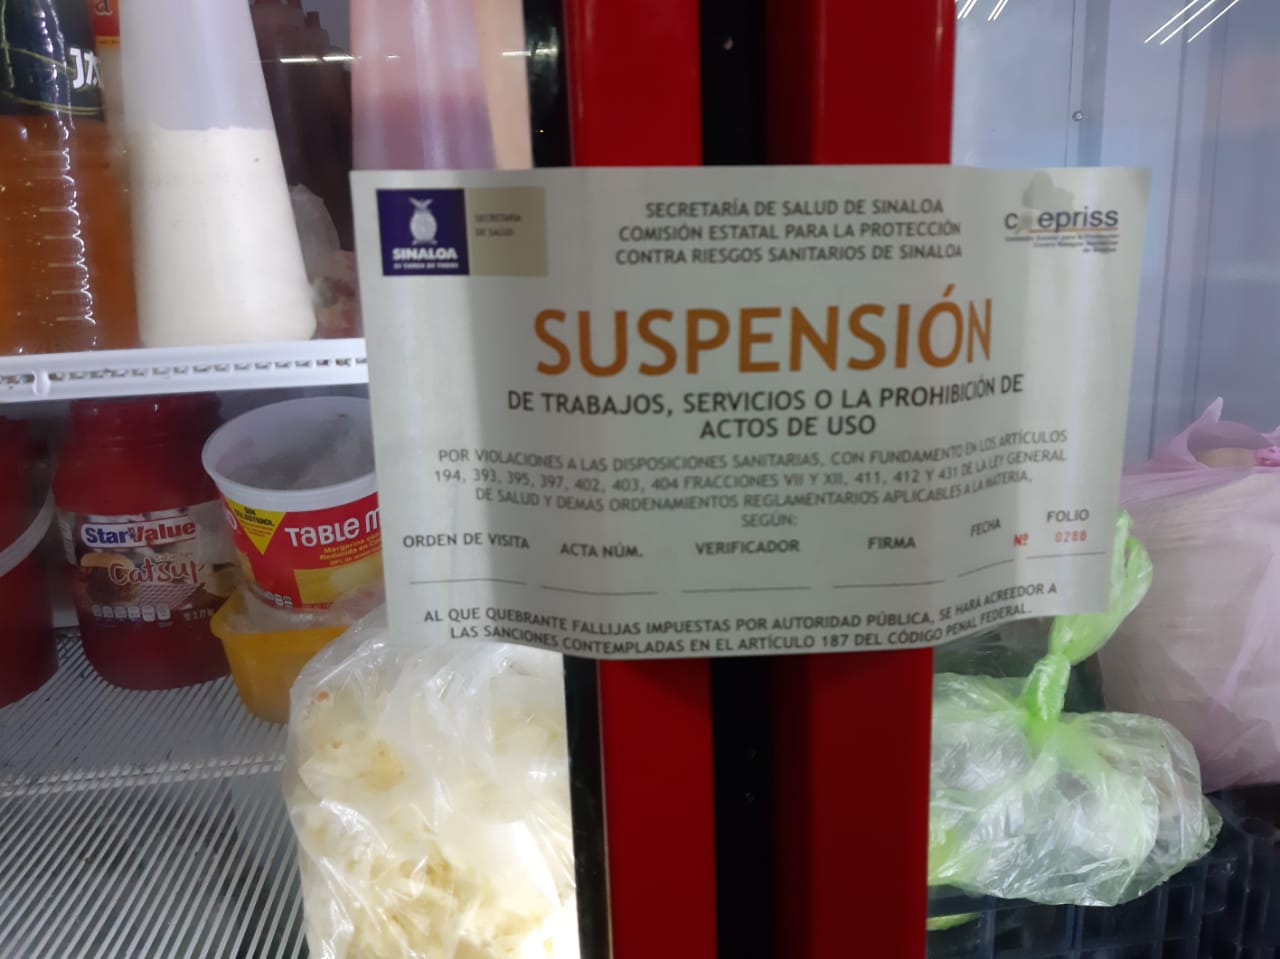 SECRETARÍA
DE SALUD
SINALOA
SECRETARÍA DE SALUD DE SINALOA
COMISIÓN ESTATAL PARA LA PROTECCIÓN
CONTRA RIESGOS SANITARIOS DE SINALOA
coepriss
SUSPENSIÓN
DE TRABAJOS, SERVICIOS O LA PROHIBICIÓN DE
ACTOS DE USO
POR VIOLACIONES A LAS DISPOSICIONES SANITARIAS, CON FUNDAMENTO EN LOS ARTÍCULOS
194, 393, 395, 397, 402, 403, 404 FRACCIONES VII Y XII, 411, 412 Y 431 DE LA LEY GENERAL
DE SALUD Y DEMÁS ORDENAMIENTOS REGLAMENTARIOS APLICABLES A LA MATERIA,
SEGÚN:
ORDEN DE VISITA ACTA NÚM. VERIFICADOR FIRMA FECHA FOLIO
Nº 0288
AL QUE QUEBRANTE FALLIJAS IMPUESTAS POR AUTORIDAD PÚBLICA, SE HARÁ ACREEDOR A
LAS SANCIONES CONTEMPLADAS EN EL ARTÍCULO 187 DEL CÓDIGO PENAL FEDERAL.
StarValue
Catsup
SIN
COLESTEROL
TABLE M
Margarina con